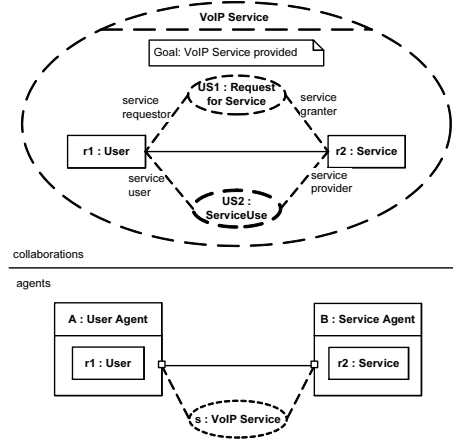 VoIP Service
Goal: VoIP Service provided
US1 : Request
for Service
service
requestor
service
granter
r1 : User
r2 : Service
service
user
service
provider
US2 :
ServiceUse
collaborations
agents
A : User Agent
B : Service Agent
r1 : User
r2 : Service
s : VoIP Service